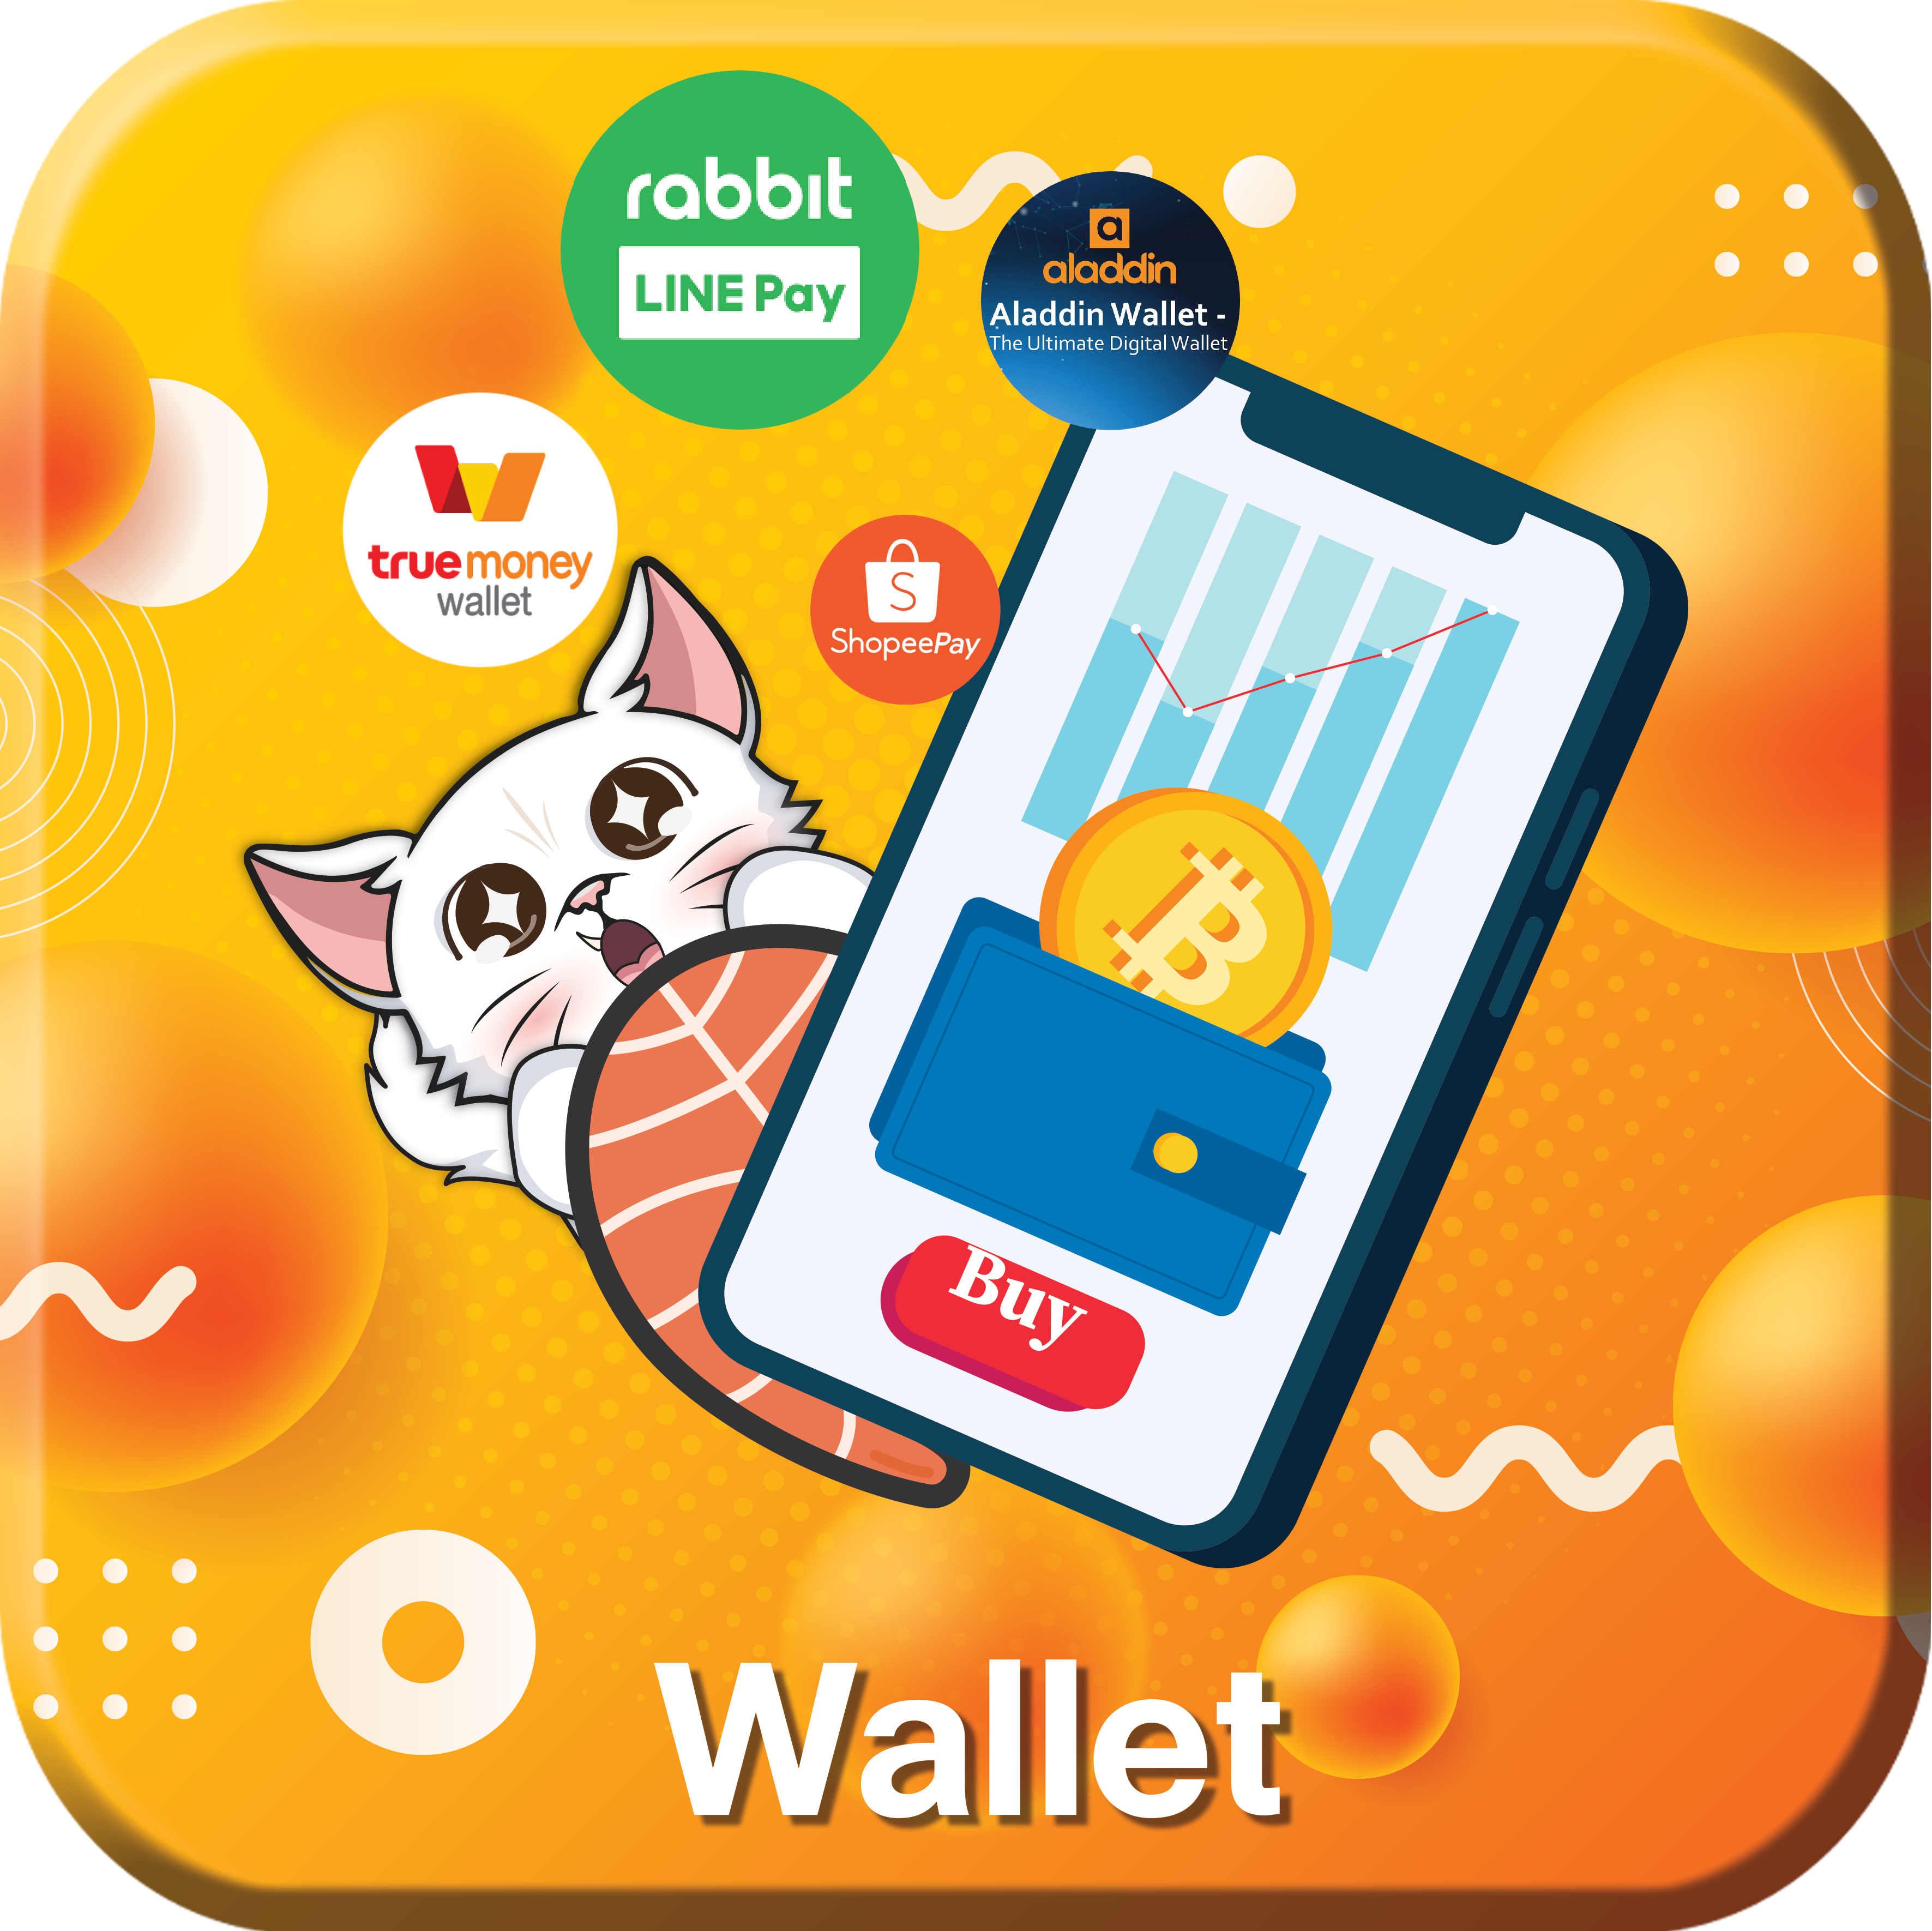 rabbit
LINE Pay
a
aladdin
Aladdin Wallet -
The Ultimate Digital Wallet
truemoney
wallet
S
ShopeePay
Buy
Wallet